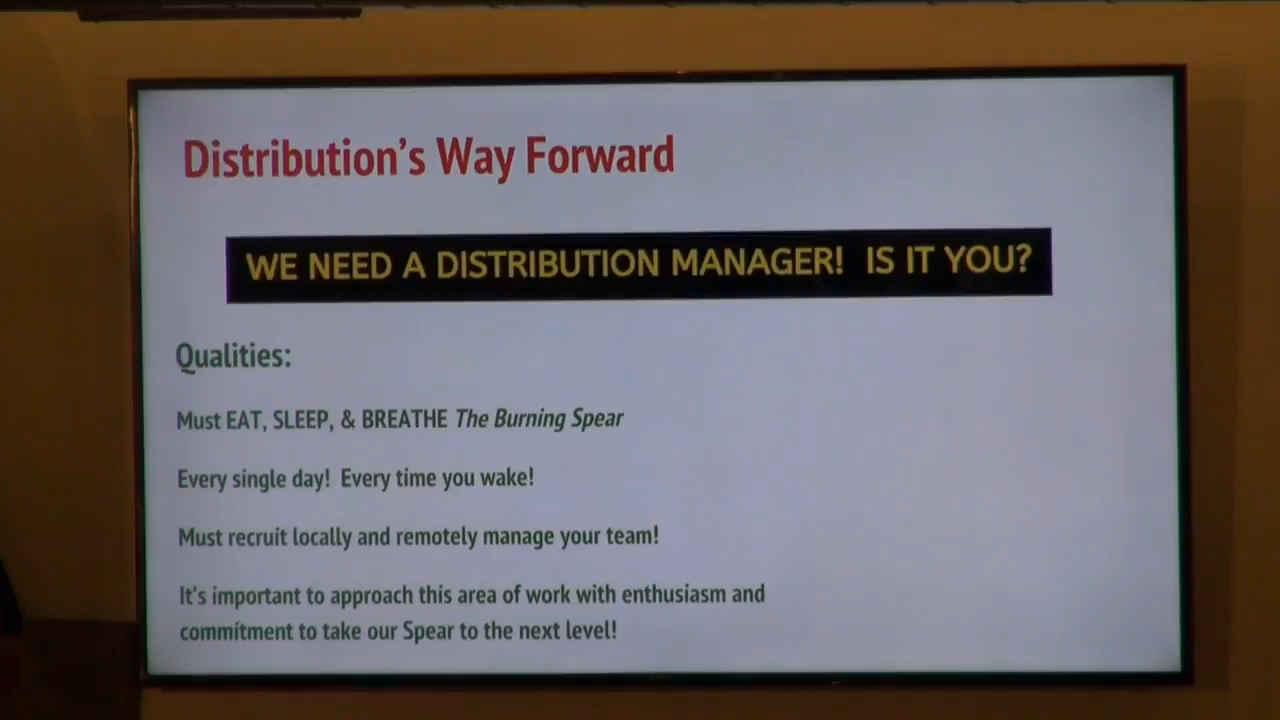 Distribution's Way Forward
WE NEED A DISTRIBUTION MANAGER! IS IT YOU?
Qualities:
Must EAT, SLEEP, & BREATHE The Burning Spear
Every single day! Every time you wake!
Must recruit locally and remotely manage your team!
It's important to approach this area of work with enthusiasm and
commitment to take our Spear to the next level!